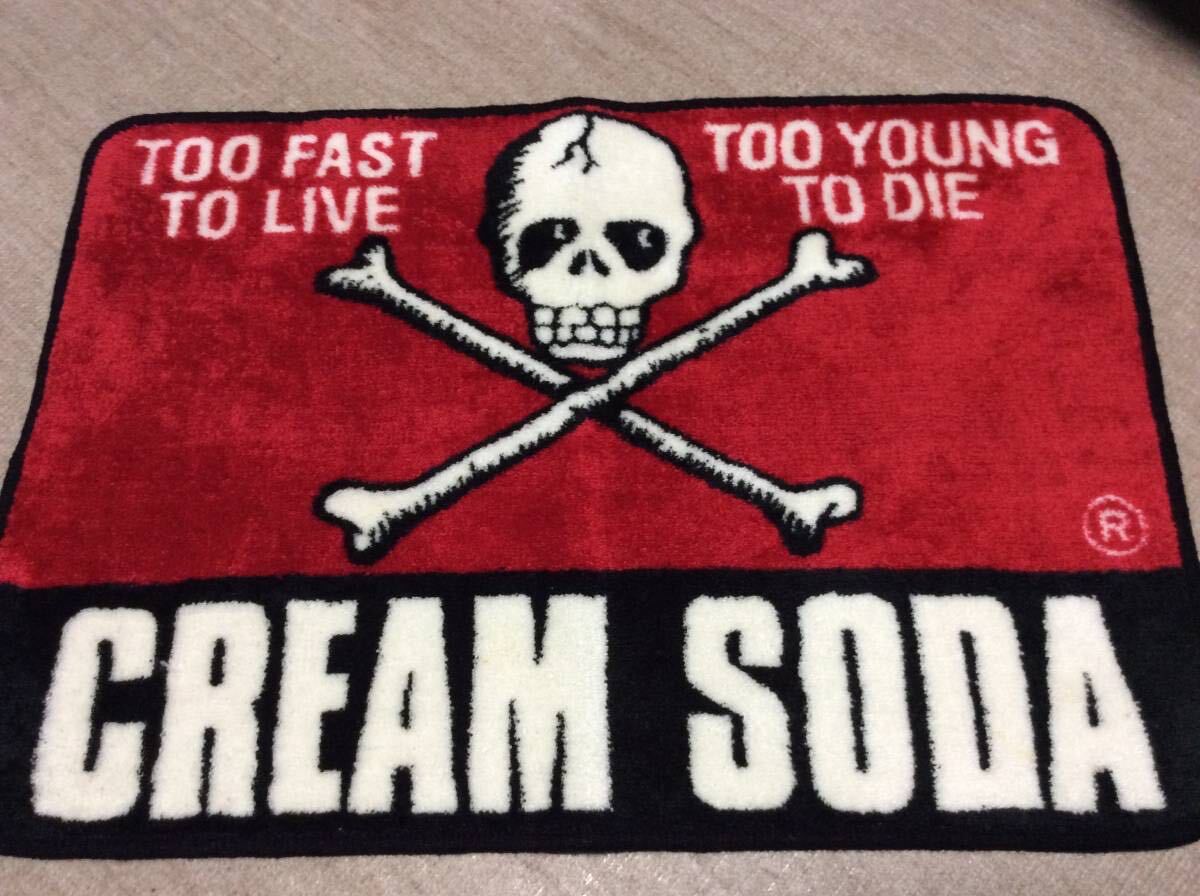 TOO FAST
TO LIVE
TOO YOUNG
TO DIE
®
CREAM SODA